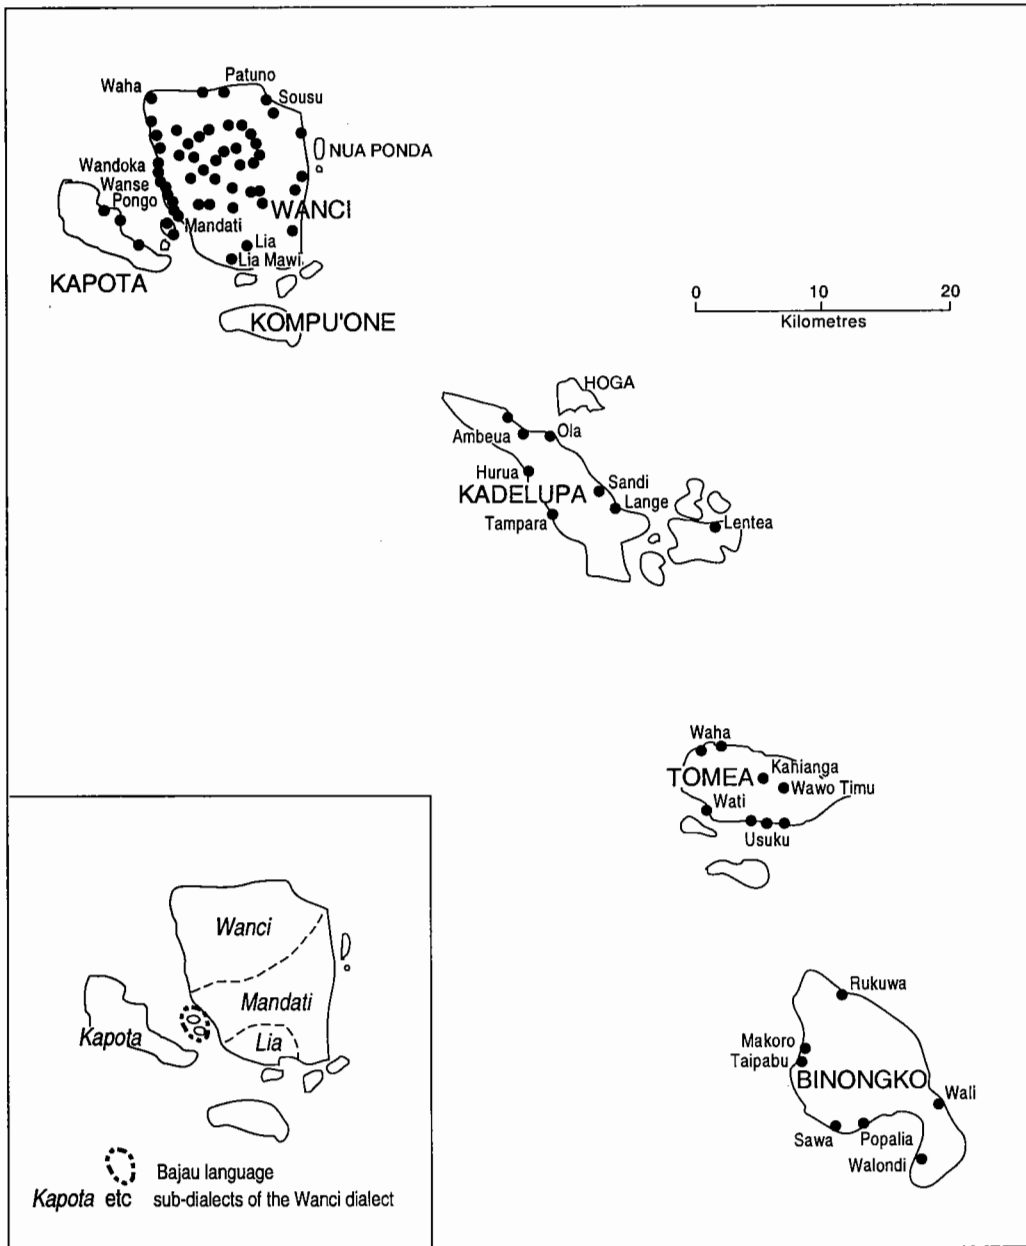 Patuno
Waha
Sousu
NUA PONDA
Wandoka
Wanse
Pongo
WANCI
Mandati
Lia
Lia Mawi
KAPOTA
KOMPU'ONE
0 10 20
Kilometres
HOGA
Ambeua
Ola
Hurua
Sandi
KADELUPA
Lange
Tampara
Lentea
Waha
Kahianga
TOMEA
Wawo Timu
Wati
Usuku
Rukuwa
Makoro
Taipabu
BINONGKO
Wali
Sawa
Popalia
Walondi
Wanci
Mandati
Kapota
Lia
Bajau language
Kapota etc sub-dialects of the Wanci dialect